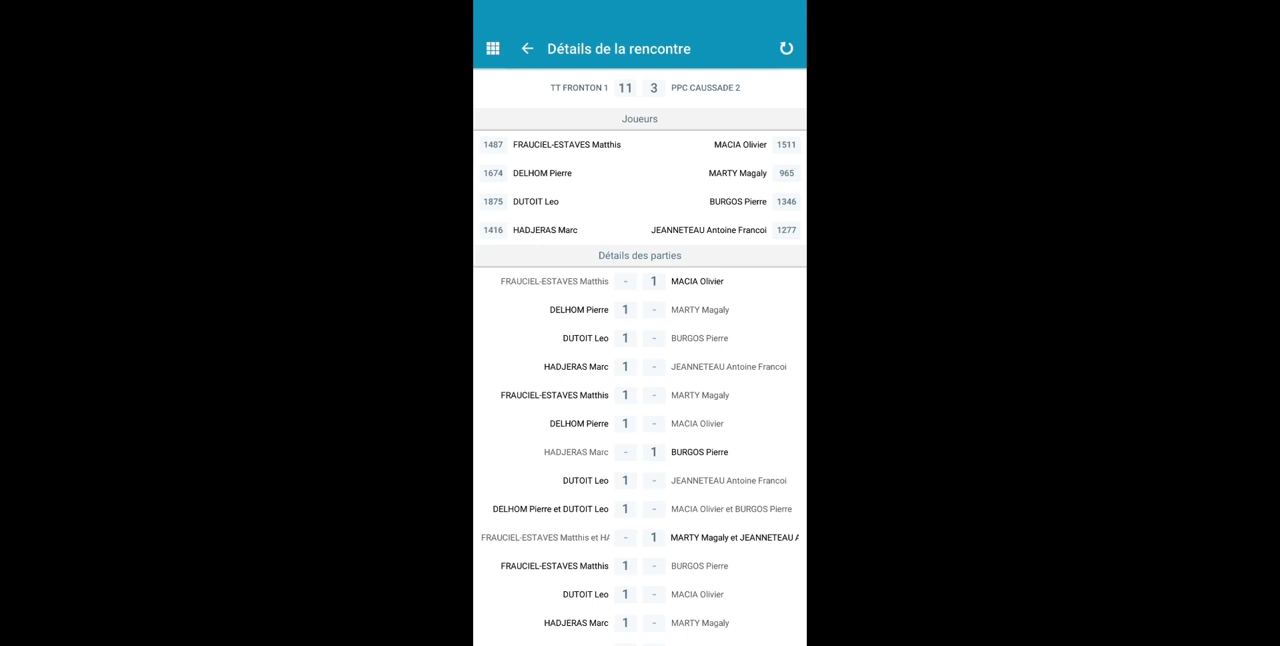 Détails de la rencontre
TT FRONTON 1 11 3 PPC CAUSSADE 2
Joueurs
1487 FRAUCIEL-ESTAVES Matthis MACIA Olivier 1511
1674 DELHOM Pierre MARTY Magaly 965
1875 DUTOIT Leo BURGOS Pierre 1346
1416 HADJERAS Marc JEANNETEAU Antoine Francoi 1277
Détails des parties
FRAUCIEL-ESTAVES Matthis - 1 MACIA Olivier
DELHOM Pierre 1 - MARTY Magaly
DUTOIT Leo 1 - BURGOS Pierre
HADJERAS Marc 1 - JEANNETEAU Antoine Francoi
FRAUCIEL-ESTAVES Matthis 1 - MARTY Magaly
DELHOM Pierre 1 - MACIA Olivier
HADJERAS Marc - 1 BURGOS Pierre
DUTOIT Leo 1 - JEANNETEAU Antoine Francoi
DELHOM Pierre et DUTOIT Leo 1 - MACIA Olivier et BURGOS Pierre
FRAUCIEL-ESTAVES Matthis et HA - 1 MARTY Magaly et JEANNETEAU A
FRAUCIEL-ESTAVES Matthis 1 - BURGOS Pierre
DUTOIT Leo 1 - MACIA Olivier
HADJERAS Marc 1 - MARTY Magaly